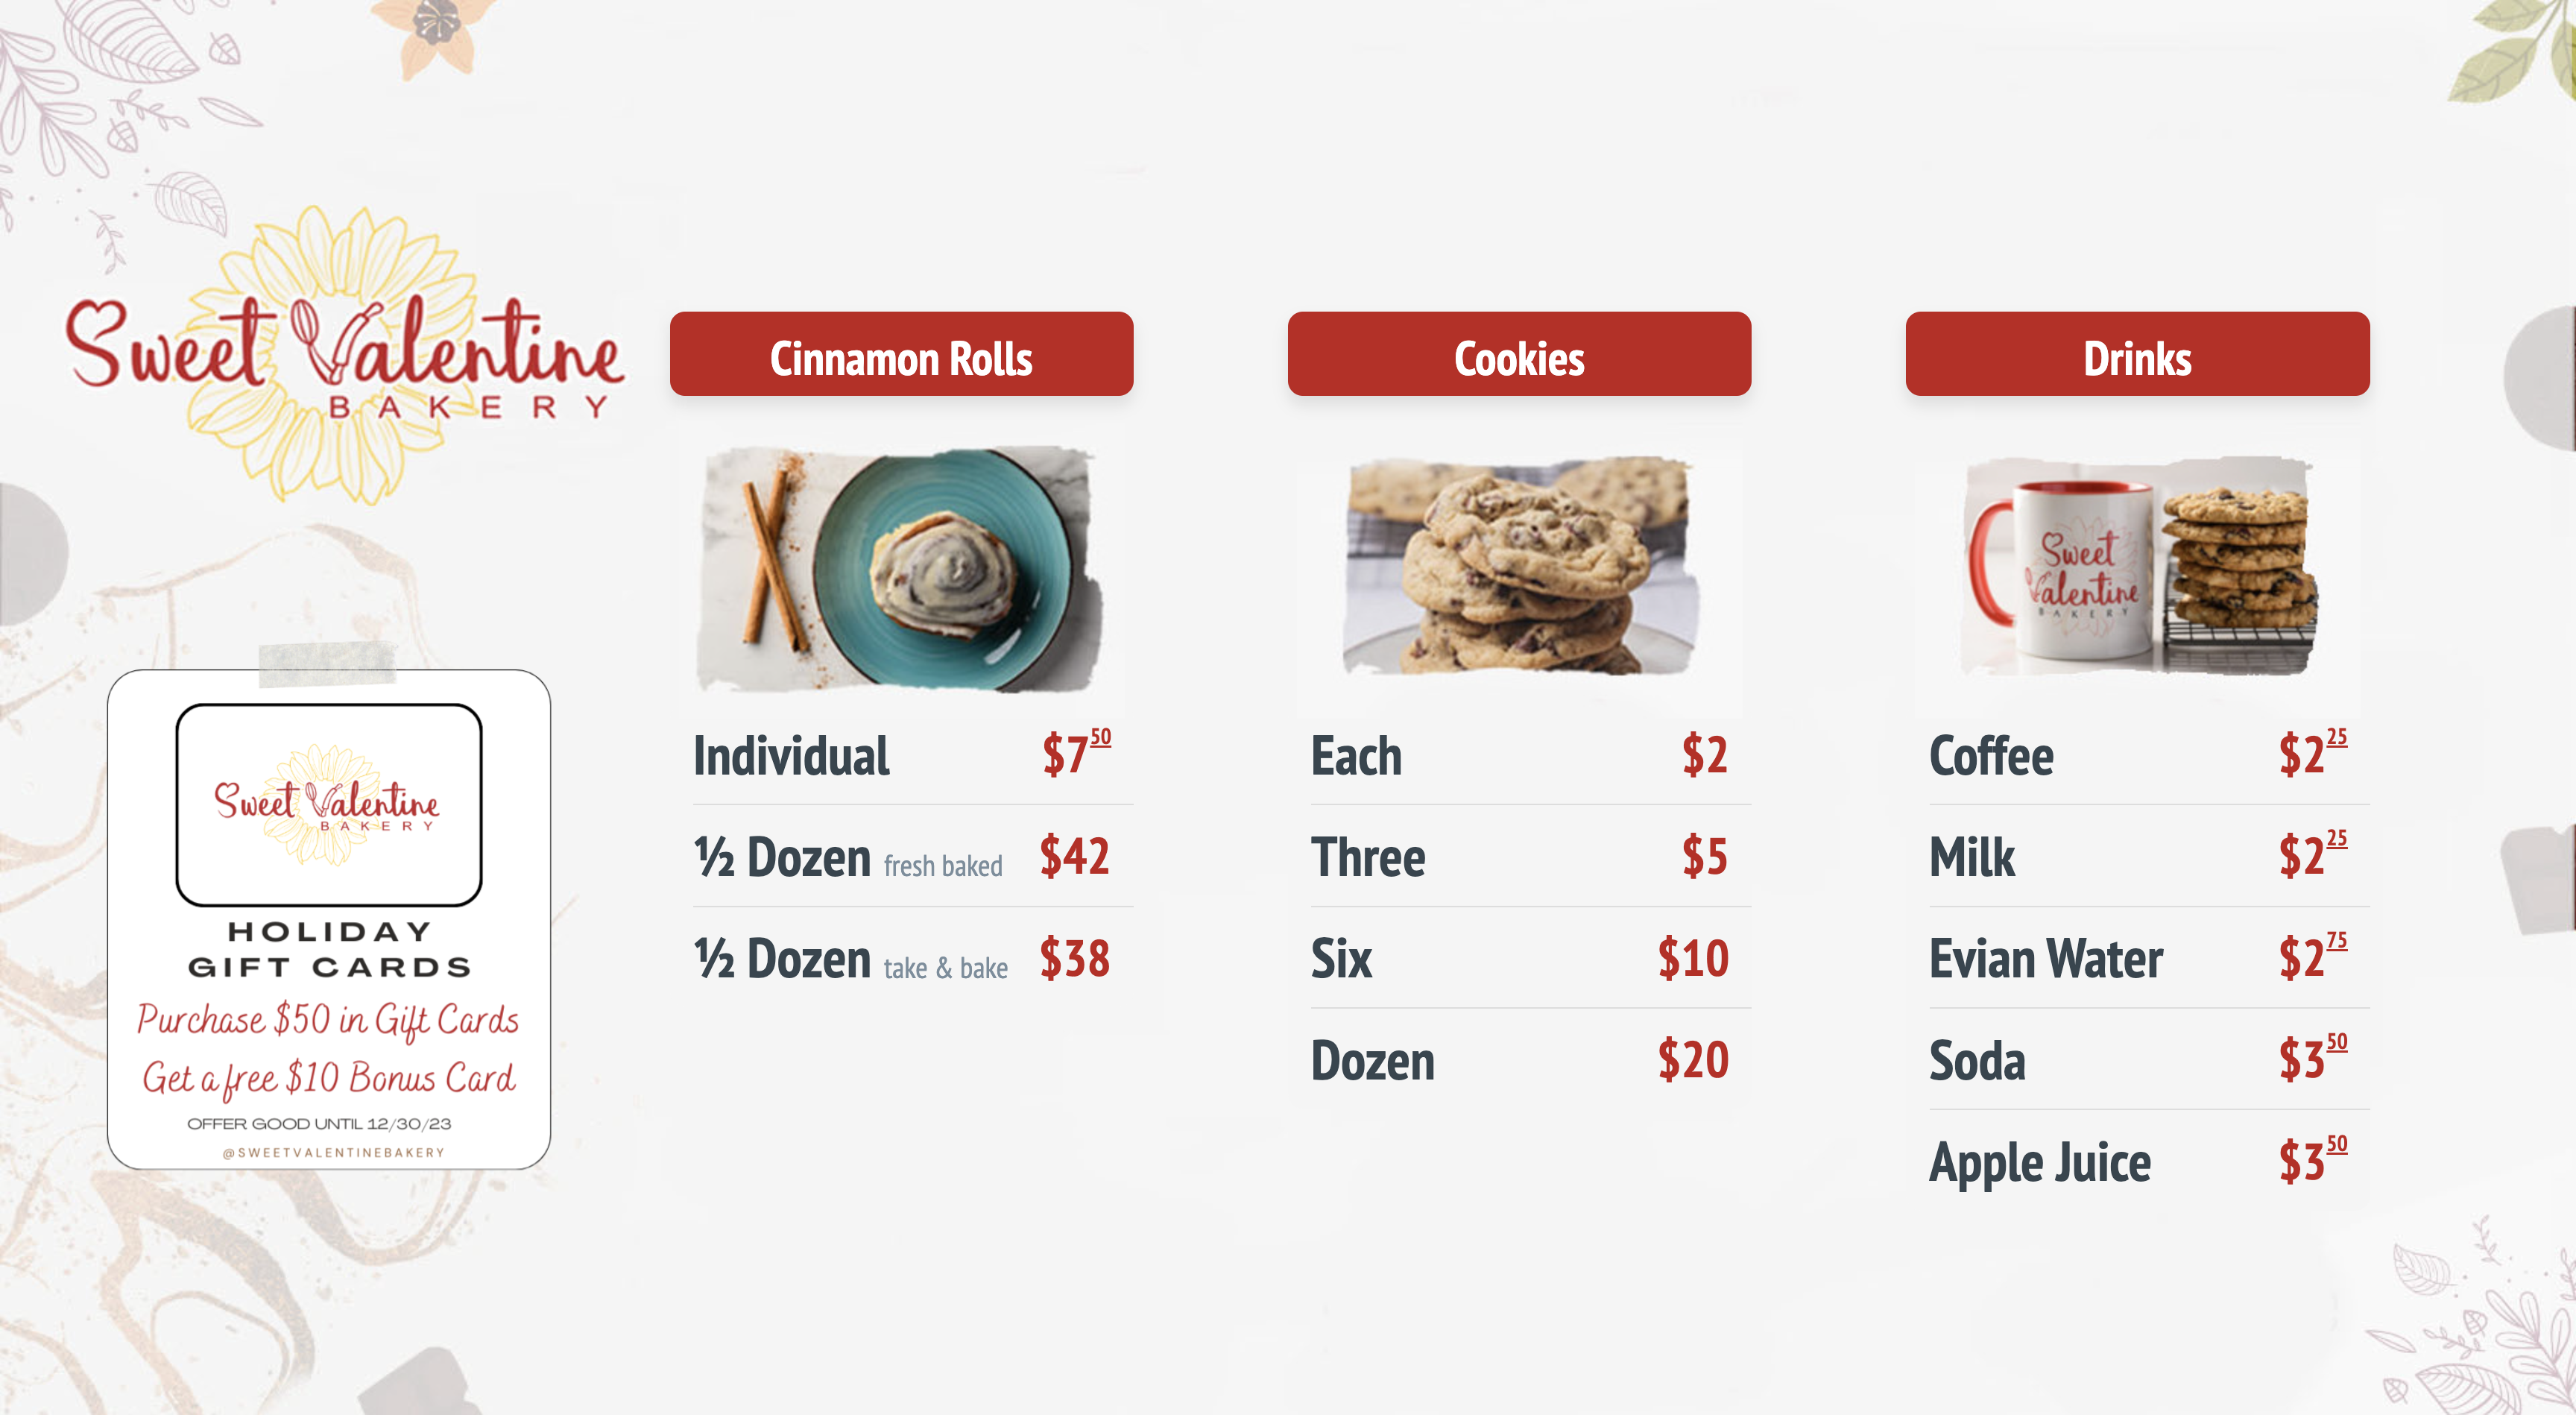 Sweet Valentine
BAKERY
Sweet Valentine
BAKERY
HOLIDAY
GIFT CARDS
Purchase $50 in Gift Cards
Get a free $10 Bonus Card
OFFER GOOD UNTIL 12/30/23
@SWEETVALENTINEBAKERY
Cinnamon Rolls
Individual $7 50
½ Dozen fresh baked $42
½ Dozen take & bake $38
Cookies
Each $2
Three $5
Six $10
Dozen $20
Drinks
Sweet
Valentine
BAKERY
Coffee $2 25
Milk $2 25
Evian Water $2 75
Soda $3 50
Apple Juice $3 50